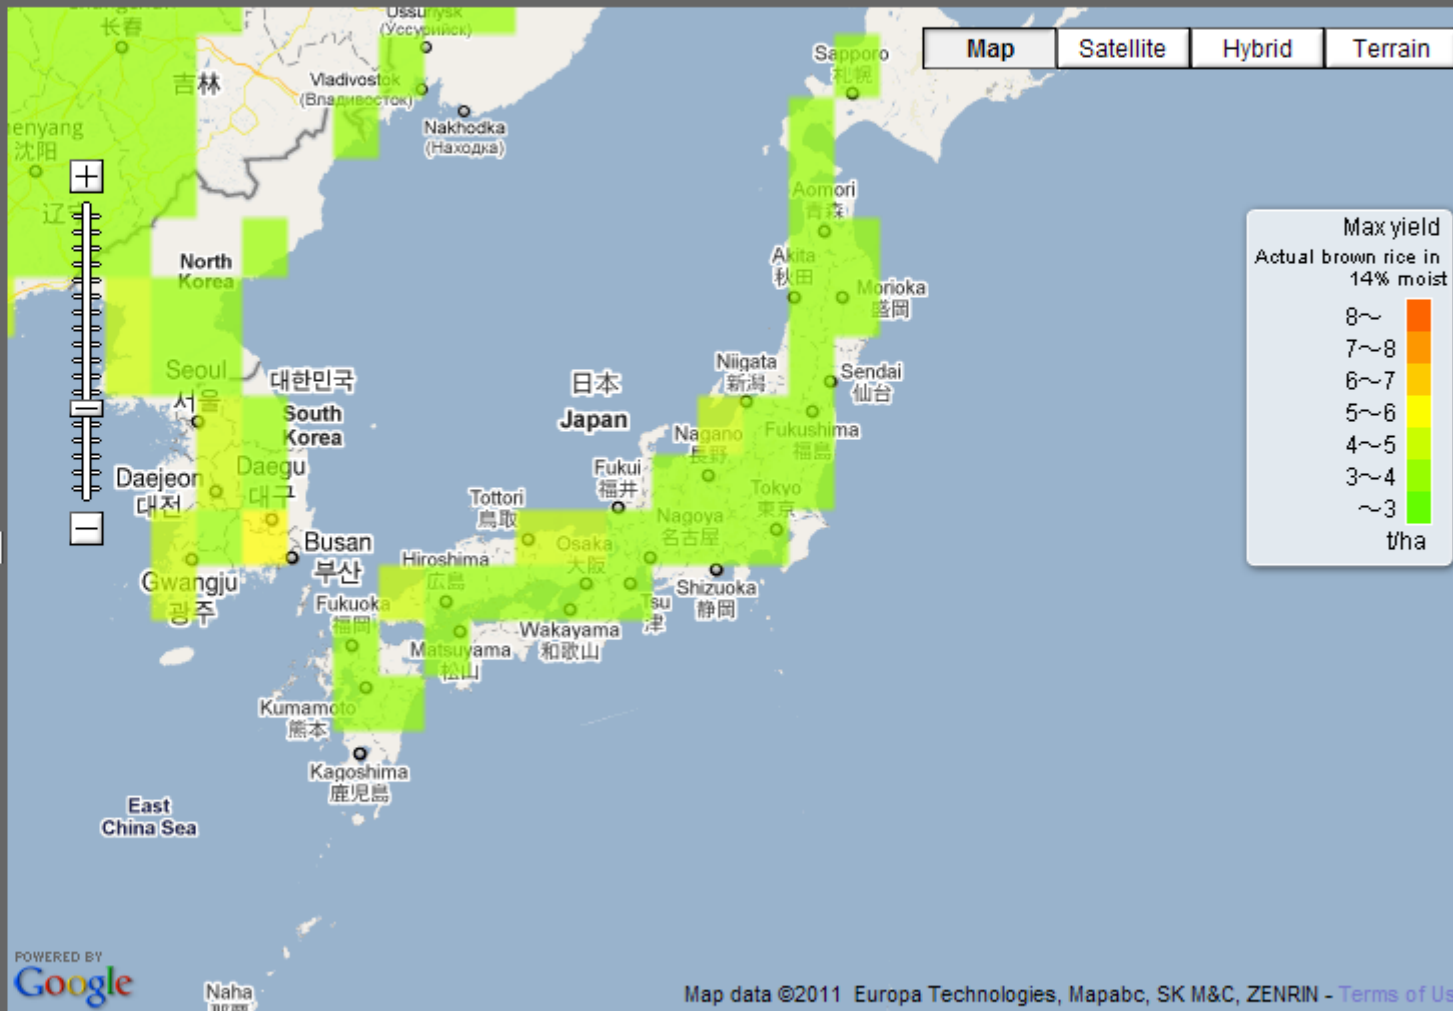 长春
Ussuriysk
(Уссурийск)
Map
Satellite
Hybrid
Terrain
Sapporo
札幌
吉林
Vladivostok
(Владивосток)
Nakhodka
(Находка)
沈阳
Aomori
青森
Max yield
Actual brown rice in
14% moist
8〜
7〜8
6〜7
5〜6
4〜5
3〜4
〜3
t/ha
North
Korea
Akita
秋田
Morioka
盛岡
Seoul
서울
대한민국
South
Korea
日本
Japan
Niigata
新潟
Sendai
仙台
Nagano
長野
Fukushima
福島
Daejeon
대전
Daegu
대구
Fukui
福井
Tottori
鳥取
Tokyo
東京
Nagoya
名古屋
Busan
부산
Hiroshima
広島
Osaka
大阪
Gwangju
광주
Fukuoka
福岡
Shizuoka
静岡
Tsu
津
Matsuyama
松山
Wakayama
和歌山
Kumamoto
熊本
Kagoshima
鹿児島
East
China Sea
POWERED BY
Google
Naha
Map data ©2011 Europa Technologies, Mapabc, SK M&C, ZENRIN - Terms of Us